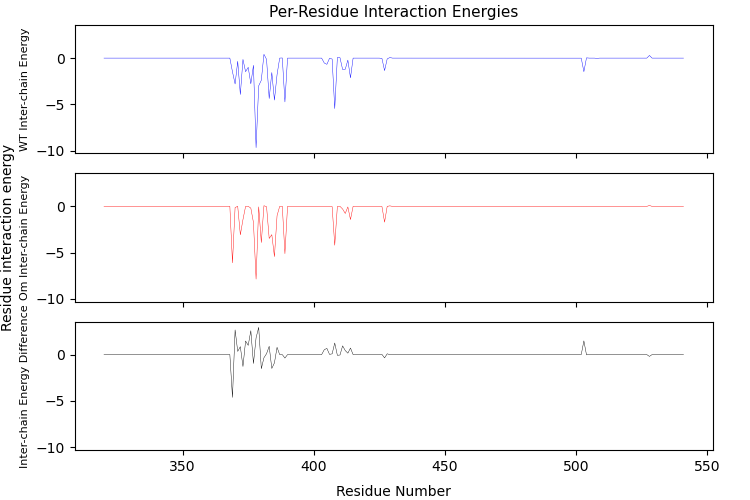 Per-Residue Interaction Energies
Residue interaction energy
WT Inter-chain Energy
0
−5
−10
Om Inter-chain Energy
0
−5
−10
Inter-chain Energy Difference
0
−5
−10
350
400
450
500
550
Residue Number